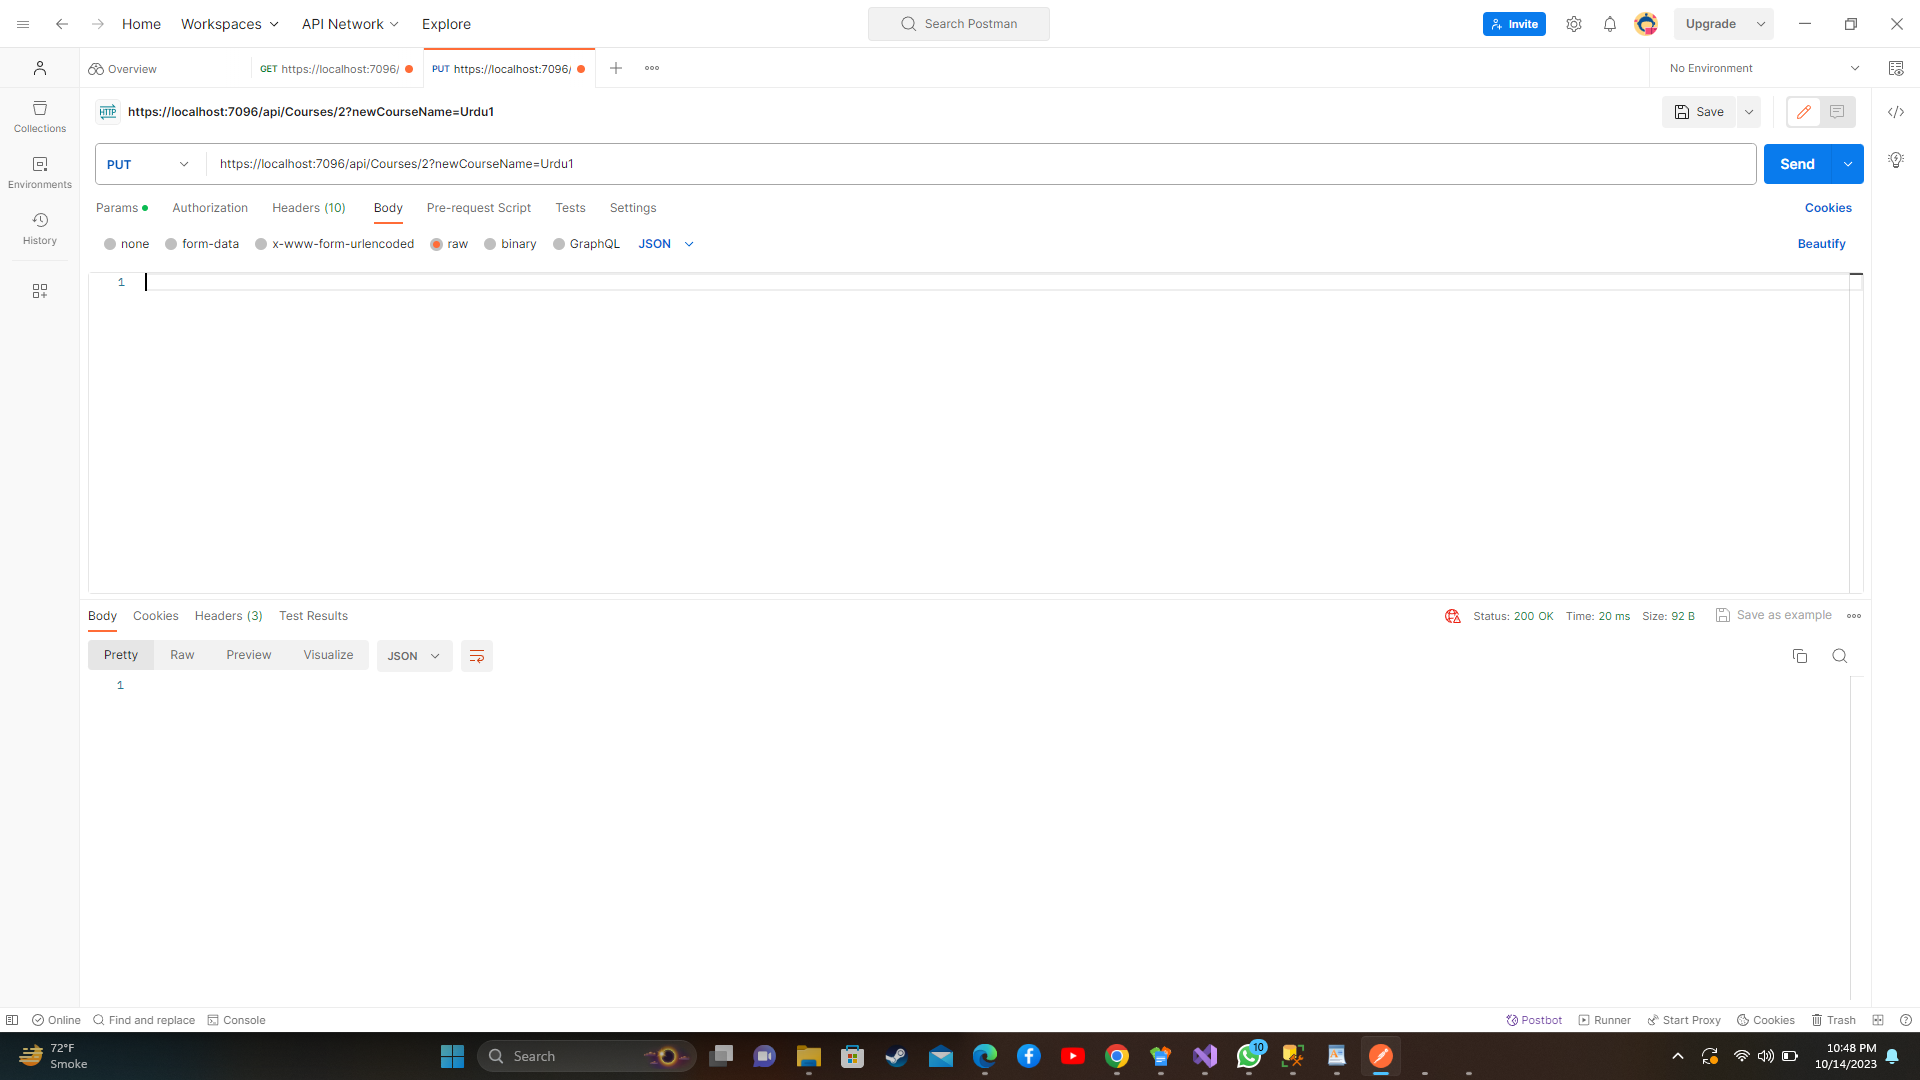 Home Workspaces API Network Explore Search Postman Invite Upgrade
Overview GET https://localhost:7096/ PUT https://localhost:7096/ No Environment
HTTP https://localhost:7096/api/Courses/2?newCourseName=Urdu1 Save
Collections
PUT https://localhost:7096/api/Courses/2?newCourseName=Urdu1 Send
Environments
Params Authorization Headers (10) Body Pre-request Script Tests Settings Cookies
History
none form-data x-www-form-urlencoded raw binary GraphQL JSON Beautify
1
Body Cookies Headers (3) Test Results Status: 200 OK Time: 20 ms Size: 92 B Save as example
Pretty Raw Preview Visualize JSON
1
Online Find and replace Console Postbot Runner Start Proxy Cookies Trash
72°F
Smoke
Search
10
10:48 PM
10/14/2023